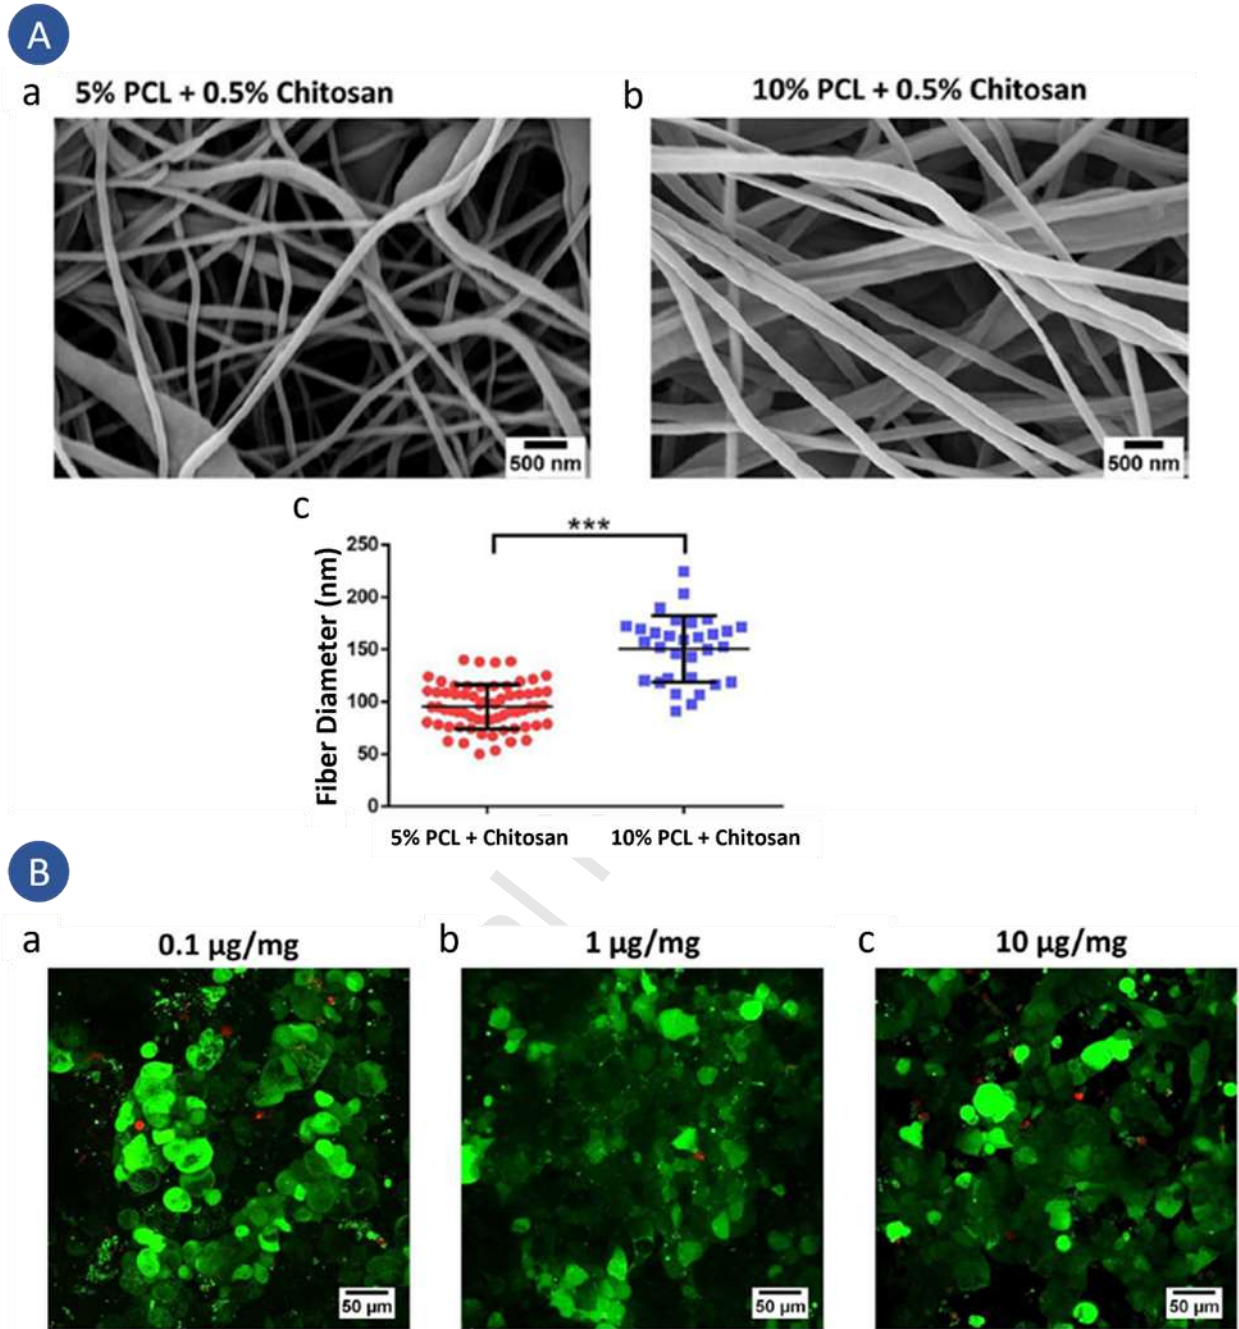 A
a 5% PCL + 0.5% Chitosan
b 10% PCL + 0.5% Chitosan
500 nm
500 nm
c
***
Fiber Diameter (nm)
250
200
150
100
50
0
5% PCL + Chitosan
10% PCL + Chitosan
B
a 0.1 µg/mg
b 1 µg/mg
c 10 µg/mg
50 µm
50 µm
50 µm